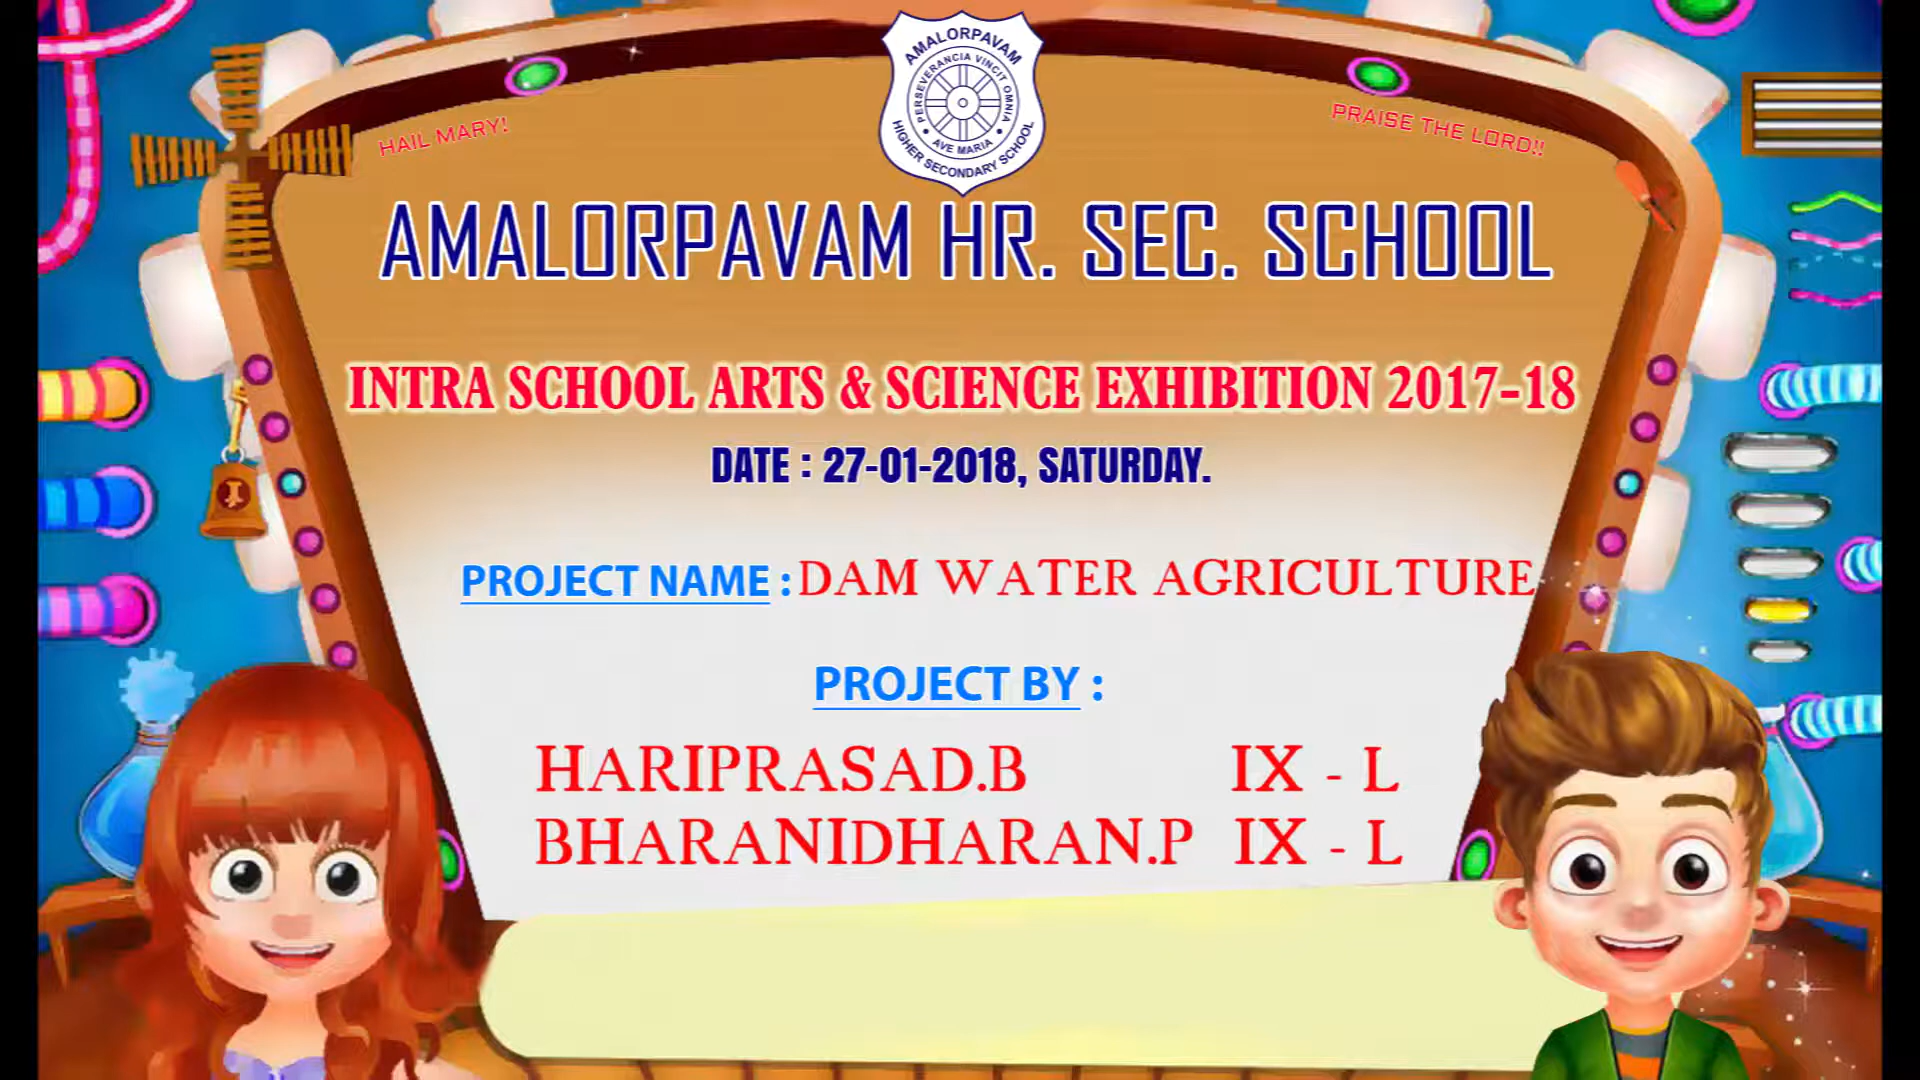 AMALORPAVAM
PERSEVERANCIA VINCIT OMNIA
AVE MARIA
HIGHER SECONDARY SCHOOL
HAIL MARY!
PRAISE THE LORD!!
AMALORPAVAM HR. SEC. SCHOOL
INTRA SCHOOL ARTS & SCIENCE EXHIBITION 2017-18
DATE : 27-01-2018, SATURDAY.
PROJECT NAME : DAM WATER AGRICULTURE
PROJECT BY :
HARIPRASAD.B IX - L
BHARANIDHARAN.P IX - L